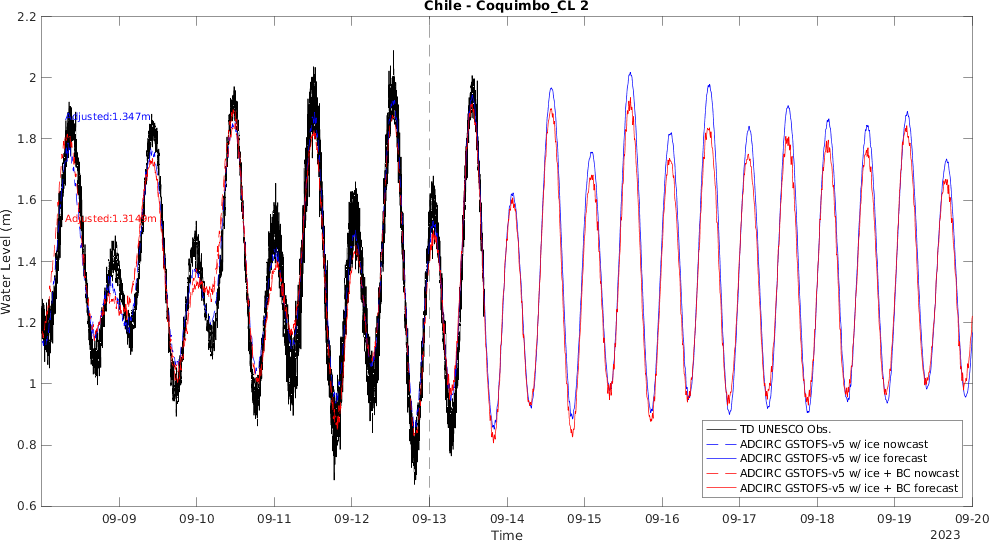 Chile - Coquimbo_CL 2
2.2
2
1.8
1.6
1.4
1.2
1
0.8
0.6
Water Level (m)
Adjusted:1.347m
Adjusted:1.3149m
TD UNESCO Obs.
ADCIRC GSTOFS-v5 w/ ice nowcast
ADCIRC GSTOFS-v5 w/ ice forecast
ADCIRC GSTOFS-v5 w/ ice + BC nowcast
ADCIRC GSTOFS-v5 w/ ice + BC forecast
09-09 09-10 09-11 09-12 09-13 09-14 09-15 09-16 09-17 09-18 09-19 09-20
Time
2023